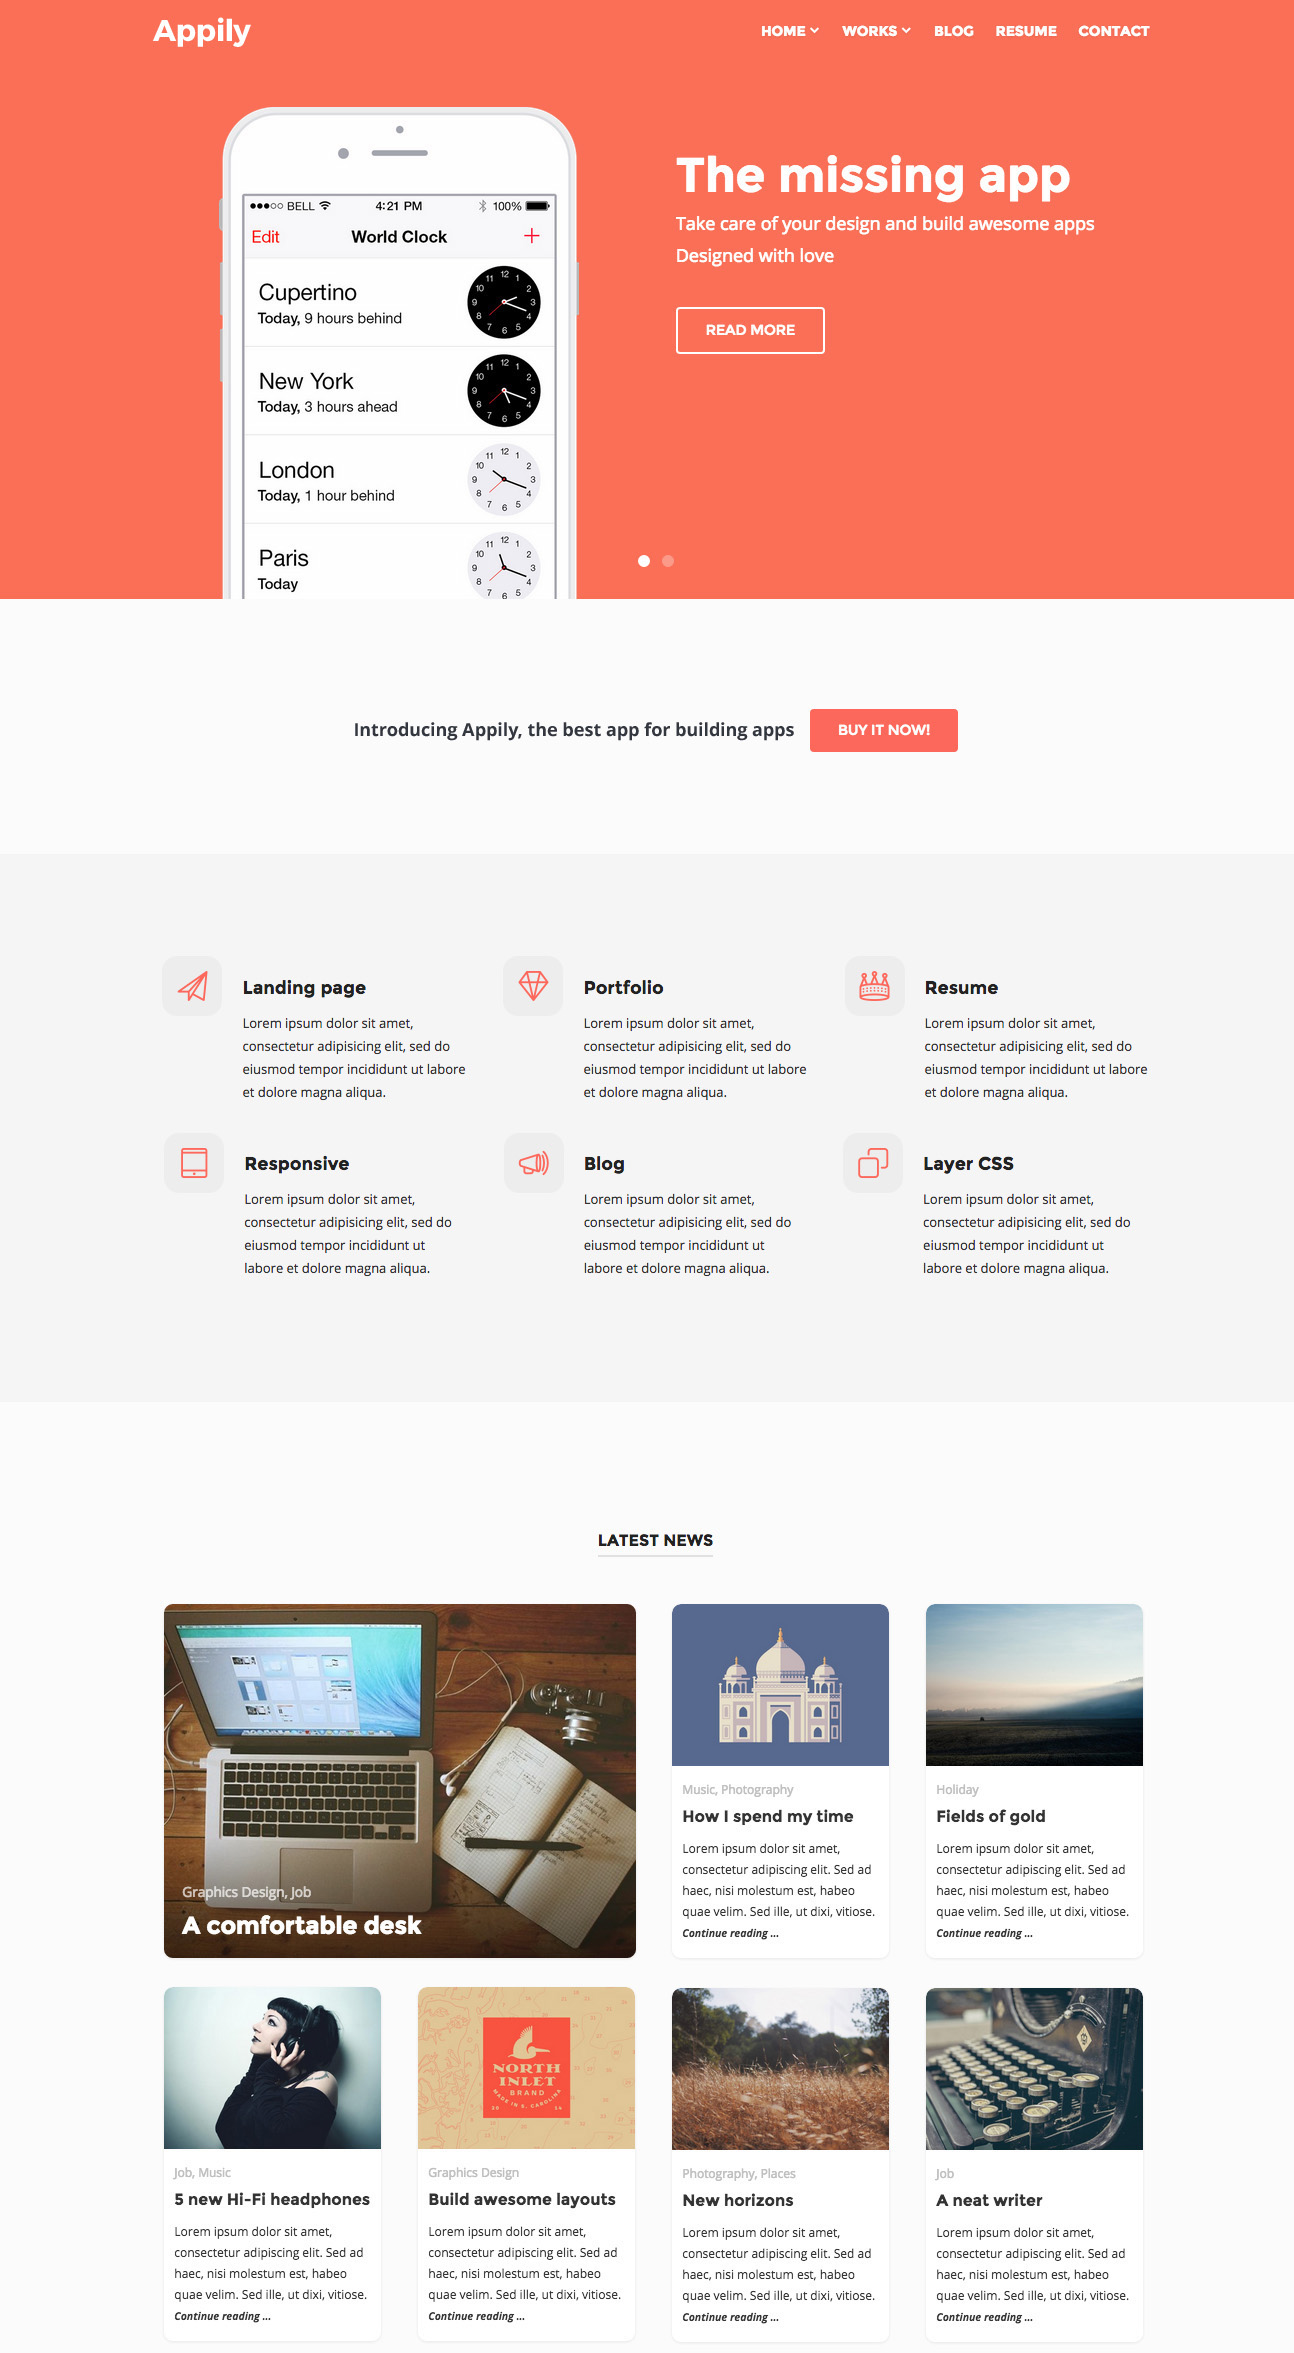 Appily
HOME WORKS BLOG RESUME CONTACT
BELL 4:21 PM 100%
Edit World Clock +
Cupertino
Today, 9 hours behind
New York
Today, 3 hours ahead
London
Today, 1 hour behind
Paris
Today
The missing app
Take care of your design and build awesome apps
Designed with love
READ MORE
Introducing Appily, the best app for building apps
BUY IT NOW!
Landing page
Lorem ipsum dolor sit amet,
consectetur adipisicing elit, sed do
eiusmod tempor incididunt ut labore
et dolore magna aliqua.
Portfolio
Lorem ipsum dolor sit amet,
consectetur adipisicing elit, sed do
eiusmod tempor incididunt ut labore
et dolore magna aliqua.
Resume
Lorem ipsum dolor sit amet,
consectetur adipisicing elit, sed do
eiusmod tempor incididunt ut labore
et dolore magna aliqua.
Responsive
Lorem ipsum dolor sit amet,
consectetur adipisicing elit, sed do
eiusmod tempor incididunt ut
labore et dolore magna aliqua.
Blog
Lorem ipsum dolor sit amet,
consectetur adipisicing elit, sed do
eiusmod tempor incididunt ut
labore et dolore magna aliqua.
Layer CSS
Lorem ipsum dolor sit amet,
consectetur adipisicing elit, sed do
eiusmod tempor incididunt ut
labore et dolore magna aliqua.
LATEST NEWS
Graphics Design, Job
A comfortable desk
Music, Photography
How I spend my time
Lorem ipsum dolor sit amet,
consectetur adipiscing elit. Sed ad
haec, nisi molestum est, habeo
quae velim. Sed ille, ut dixi, vitiose.
Continue reading ...
Holiday
Fields of gold
Lorem ipsum dolor sit amet,
consectetur adipiscing elit. Sed ad
haec, nisi molestum est, habeo
quae velim. Sed ille, ut dixi, vitiose.
Continue reading ...
Job, Music
5 new Hi-Fi headphones
Lorem ipsum dolor sit amet,
consectetur adipiscing elit. Sed ad
haec, nisi molestum est, habeo
quae velim. Sed ille, ut dixi, vitiose.
Continue reading ...
NORTH
INLET
BRAND
MADE IN S. CAROLINA
20 14
Graphics Design
Build awesome layouts
Lorem ipsum dolor sit amet,
consectetur adipiscing elit. Sed ad
haec, nisi molestum est, habeo
quae velim. Sed ille, ut dixi, vitiose.
Continue reading ...
Photography, Places
New horizons
Lorem ipsum dolor sit amet,
consectetur adipiscing elit. Sed ad
haec, nisi molestum est, habeo
quae velim. Sed ille, ut dixi, vitiose.
Continue reading ...
Job
A neat writer
Lorem ipsum dolor sit amet,
consectetur adipiscing elit. Sed ad
haec, nisi molestum est, habeo
quae velim. Sed ille, ut dixi, vitiose.
Continue reading ...